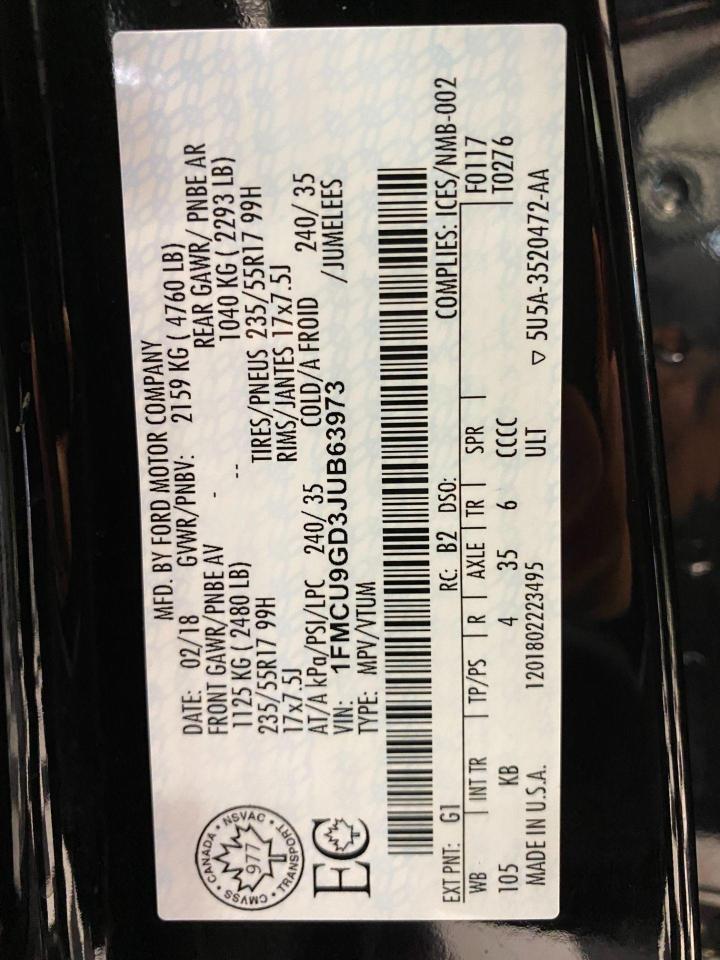 MFD. BY FORD MOTOR COMPANY
DATE: 02/18 GVWR/PNBV: 2159 KG ( 4760 LB)
FRONT GAWR/PNBE AV - REAR GAWR/ PNBE AR
1125 KG ( 2480 LB) -- 1040 KG ( 2293 LB)
235/55R17 99H TIRES/PNEUS 235/55R17 99H
17x7.5J RIMS/JANTES 17x7.5J
AT/A kPa/PSI/LPC 240/ 35 COLD/A FROID 240/ 35
VIN: 1FMCU9GD3JUB63973 /JUMELEES
TYPE: MPV/VTUM
CANADA • NSVAC • TRANSPORT • CMVSS •
977
EC
EXT PNT: G1 RC: B2 DSO: COMPLIES: ICES/NMB-002
WB INT TR TP/PS R AXLE TR SPR F0117
105 KB 4 35 6 CCCC T0276
MADE IN U.S.A. 1201802223495 ULT ▽ 5U5A-3520472-AA